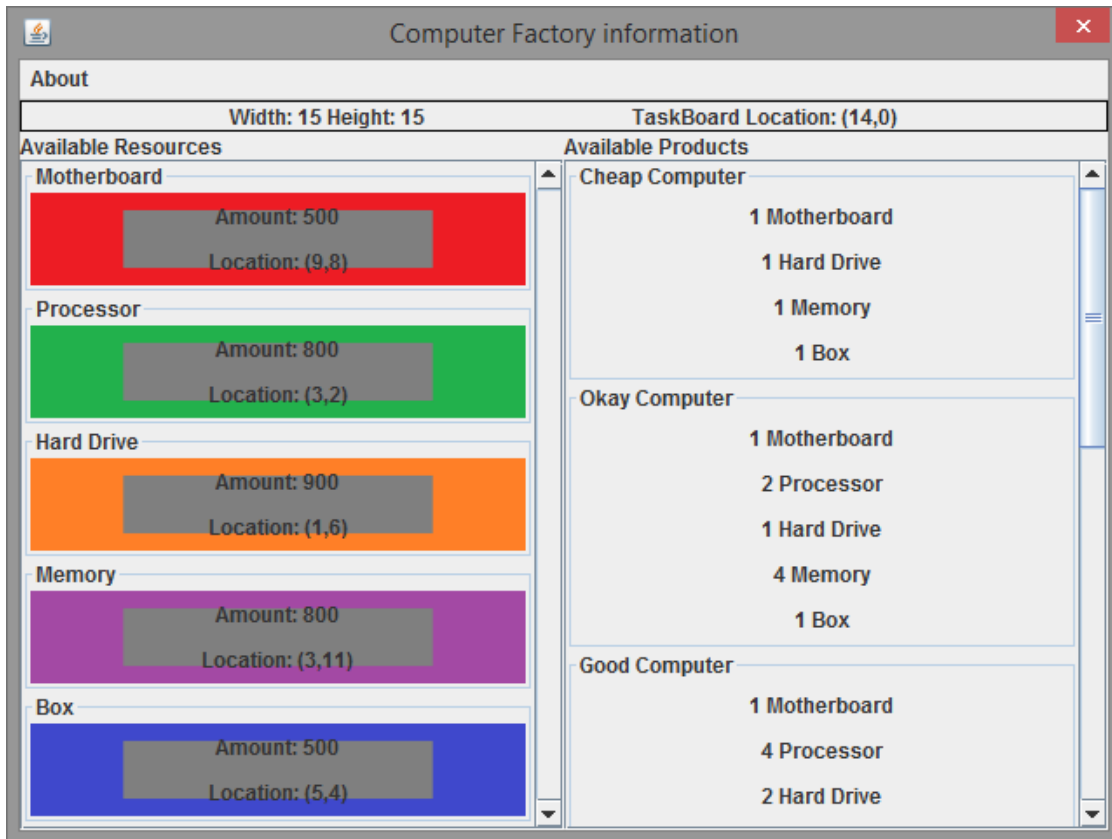 Computer Factory information
About
Width: 15 Height: 15
TaskBoard Location: (14,0)
Available Resources
Motherboard
Amount: 500
Location: (9,8)
Processor
Amount: 800
Location: (3,2)
Hard Drive
Amount: 900
Location: (1,6)
Memory
Amount: 800
Location: (3,11)
Box
Amount: 500
Location: (5,4)
Available Products
Cheap Computer
1 Motherboard
1 Hard Drive
1 Memory
1 Box
Okay Computer
1 Motherboard
2 Processor
1 Hard Drive
4 Memory
1 Box
Good Computer
1 Motherboard
4 Processor
2 Hard Drive